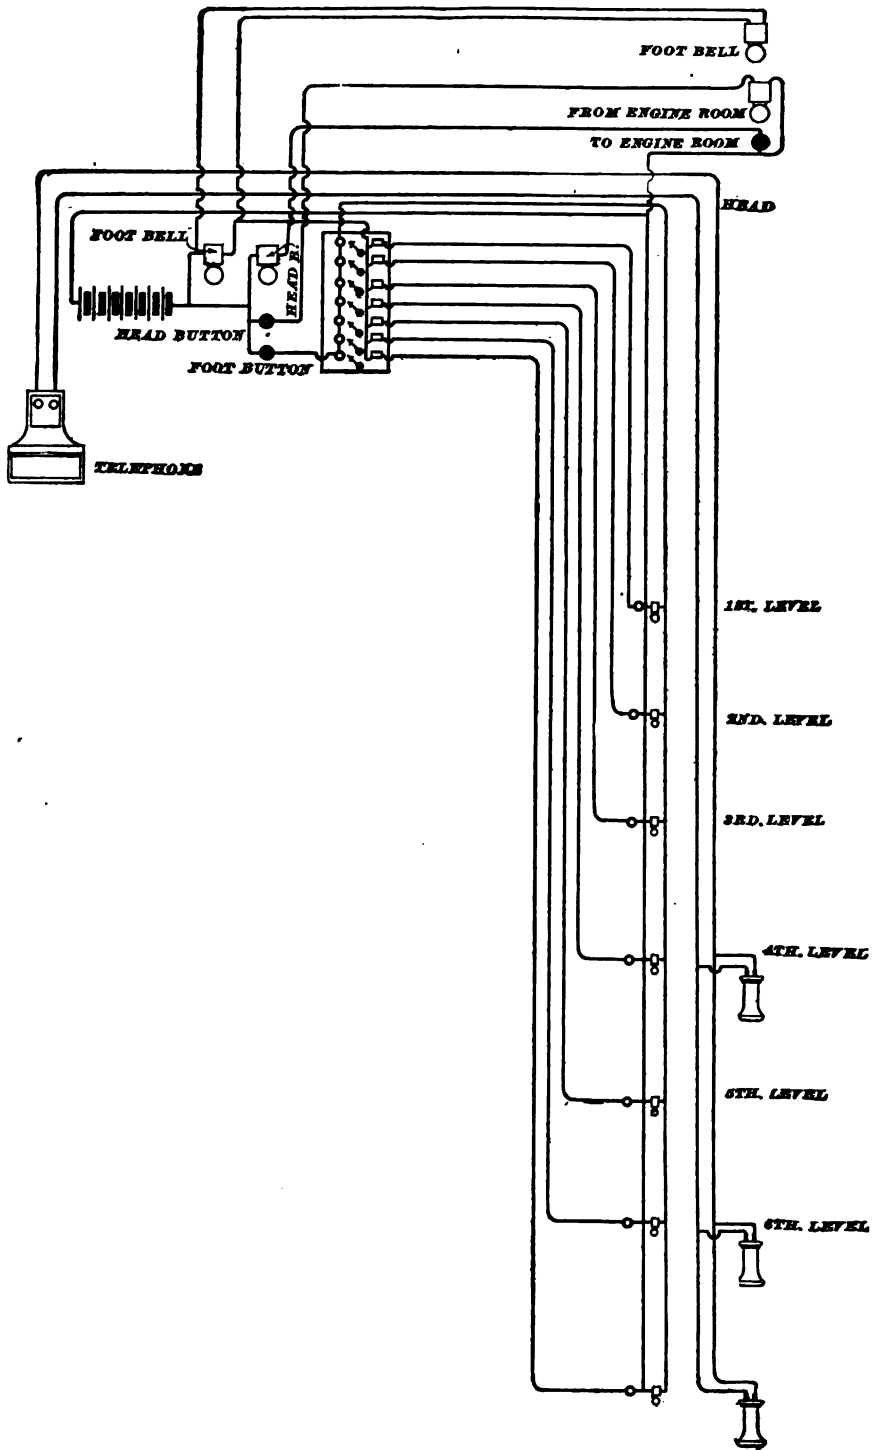 FOOT BELL
FROM ENGINE ROOM
TO ENGINE ROOM
HEAD
FOOT BELL
HEAD B.
HEAD BUTTON
FOOT BUTTON
TELEPHONE
1ST. LEVEL
2ND. LEVEL
3RD. LEVEL
4TH. LEVEL
5TH. LEVEL
6TH. LEVEL